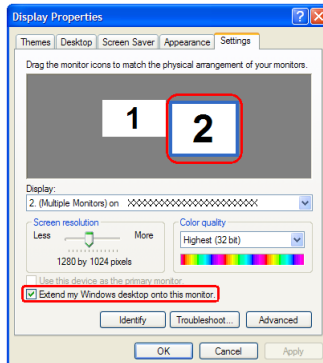 Display Properties
Themes Desktop Screen Saver Appearance Settings
Drag the monitor icons to match the physical arrangement of your monitors.
1 2
Display:
2. (Multiple Monitors) on XXXXXXXXXXXXXXXXXXXXXX
Screen resolution Color quality
Less More Highest (32 bit)
1280 by 1024 pixels
Use this device as the primary monitor.
Extend my Windows desktop onto this monitor.
Identify Troubleshoot... Advanced
OK Cancel Apply